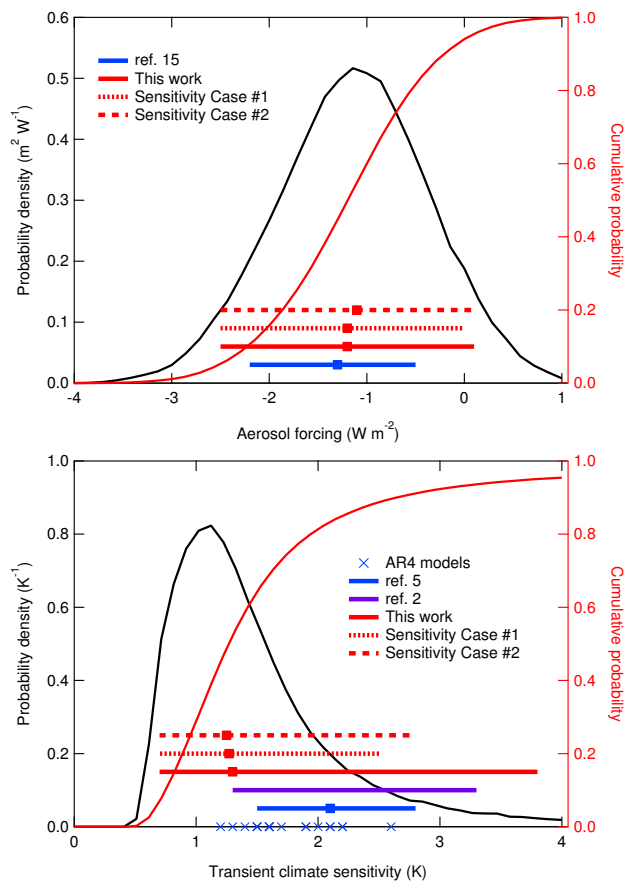 0.6
0.5
0.4
0.3
0.2
0.1
0.0
Probability density (m² W⁻¹)
ref. 15
This work
Sensitivity Case #1
Sensitivity Case #2
1.0
0.8
0.6
0.4
0.2
0.0
Cumulative probability
-4 -3 -2 -1 0 1
Aerosol forcing (W m⁻²)
1.0
0.8
0.6
0.4
0.2
0.0
Probability density (K⁻¹)
AR4 models
ref. 5
ref. 2
This work
Sensitivity Case #1
Sensitivity Case #2
1.0
0.8
0.6
0.4
0.2
0.0
Cumulative probability
0 1 2 3 4
Transient climate sensitivity (K)